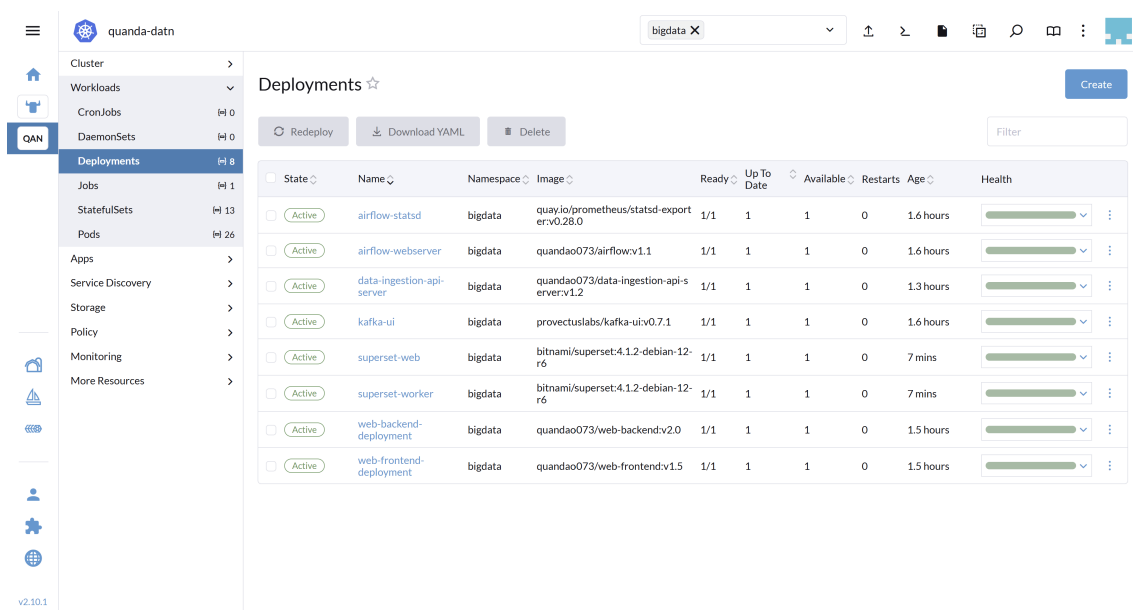 quanda-datn
bigdata
QAN
v2.10.1
Cluster
Workloads
CronJobs 0
DaemonSets 0
Deployments 8
Jobs 1
StatefulSets 13
Pods 26
Apps
Service Discovery
Storage
Policy
Monitoring
More Resources
Deployments
Create
Redeploy
Download YAML
Delete
Filter
State Name Namespace Image Ready Up To Date Available Restarts Age Health
Active airflow-statsd bigdata quay.io/prometheus/statsd-export
er:v0.28.0 1/1 1 1 0 1.6 hours
Active airflow-webserver bigdata quandao073/airflow:v1.1 1/1 1 1 0 1.6 hours
Active data-ingestion-api-
server bigdata quandao073/data-ingestion-api-s
erver:v1.2 1/1 1 1 0 1.3 hours
Active kafka-ui bigdata provectuslabs/kafka-ui:v0.7.1 1/1 1 1 0 1.6 hours
Active superset-web bigdata bitnami/superset:4.1.2-debian-12-
r6 1/1 1 1 0 7 mins
Active superset-worker bigdata bitnami/superset:4.1.2-debian-12-
r6 1/1 1 1 0 7 mins
Active web-backend-
deployment bigdata quandao073/web-backend:v2.0 1/1 1 1 0 1.5 hours
Active web-frontend-
deployment bigdata quandao073/web-frontend:v1.5 1/1 1 1 0 1.5 hours